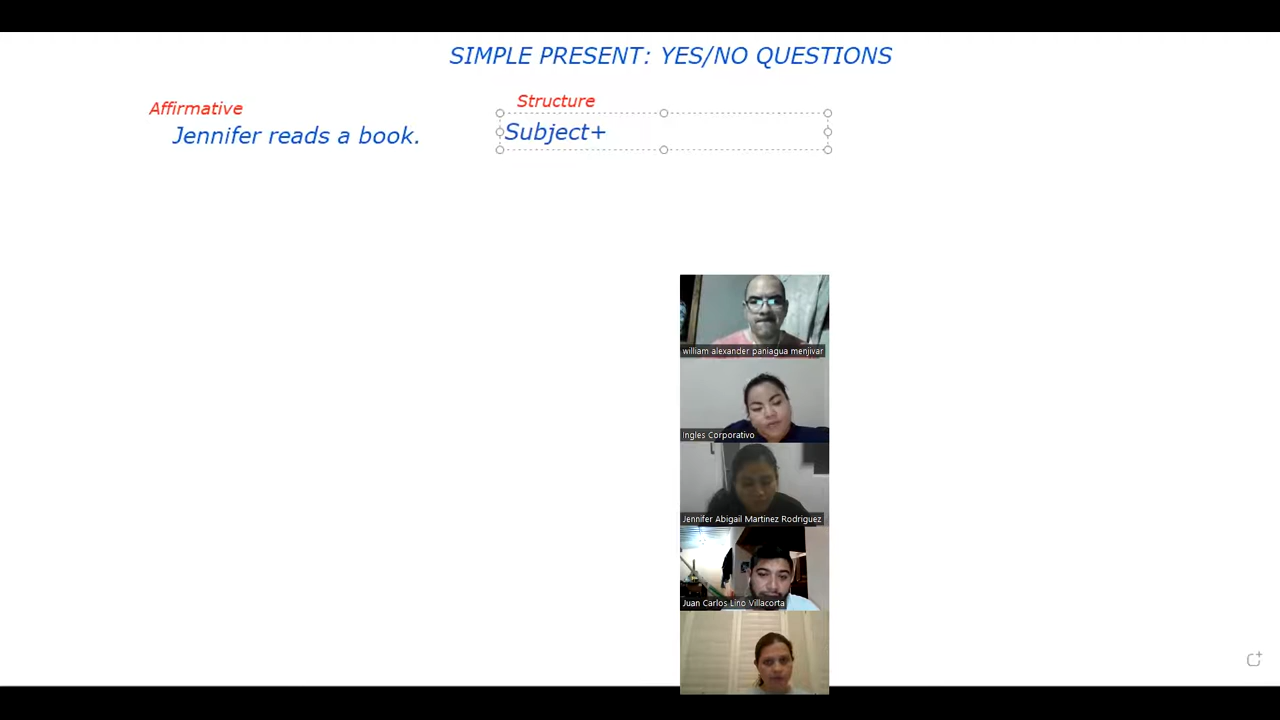 SIMPLE PRESENT: YES/NO QUESTIONS
Affirmative
Structure
Jennifer reads a book.
Subject+
william alexander paniagua menjivar
Ingles Corporativo
Jennifer Abigail Martinez Rodriguez
Juan Carlos Lino Villacorta